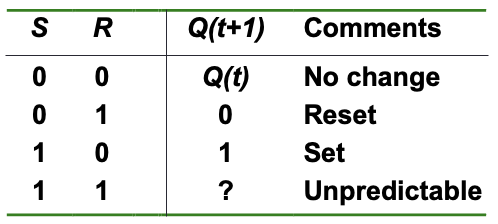 S R Q(t+1) Comments
0 0 Q(t) No change
0 1 0 Reset
1 0 1 Set
1 1 ? Unpredictable